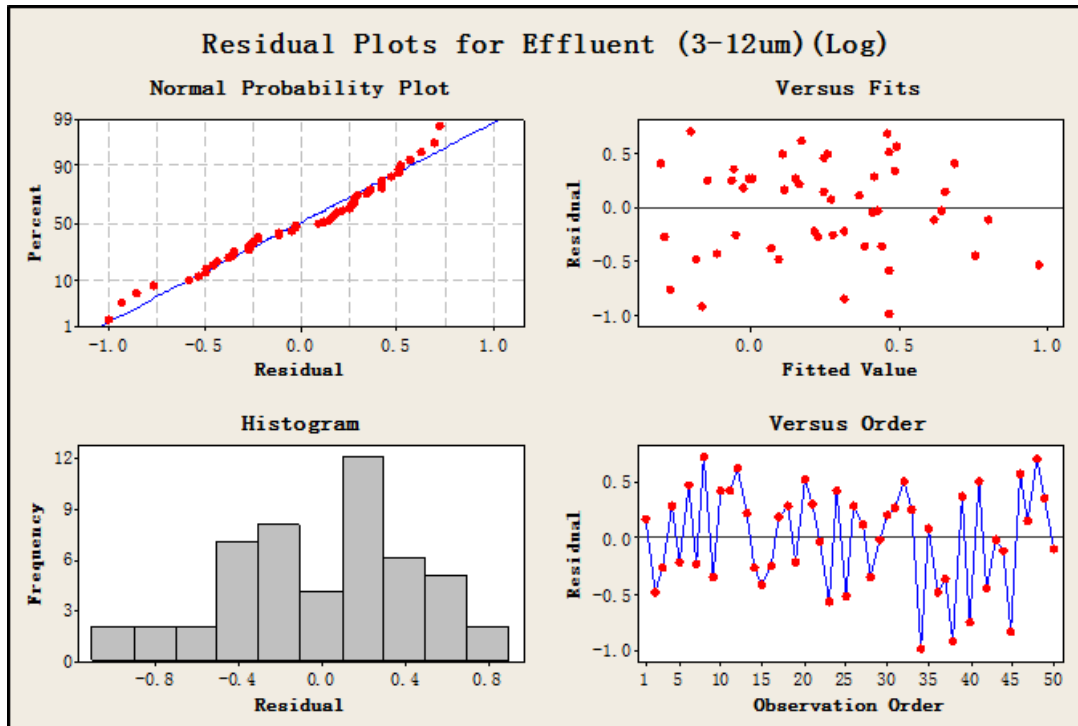 Residual Plots for Effluent (3-12um)(Log)
Normal Probability Plot
99
90
50
10
1
Percent
-1.0 -0.5 0.0 0.5 1.0
Residual
Versus Fits
0.5
0.0
-0.5
-1.0
Residual
0.0 0.5 1.0
Fitted Value
Histogram
12
9
6
3
0
Frequency
-0.8 -0.4 0.0 0.4 0.8
Residual
Versus Order
0.5
0.0
-0.5
-1.0
Residual
1 5 10 15 20 25 30 35 40 45 50
Observation Order